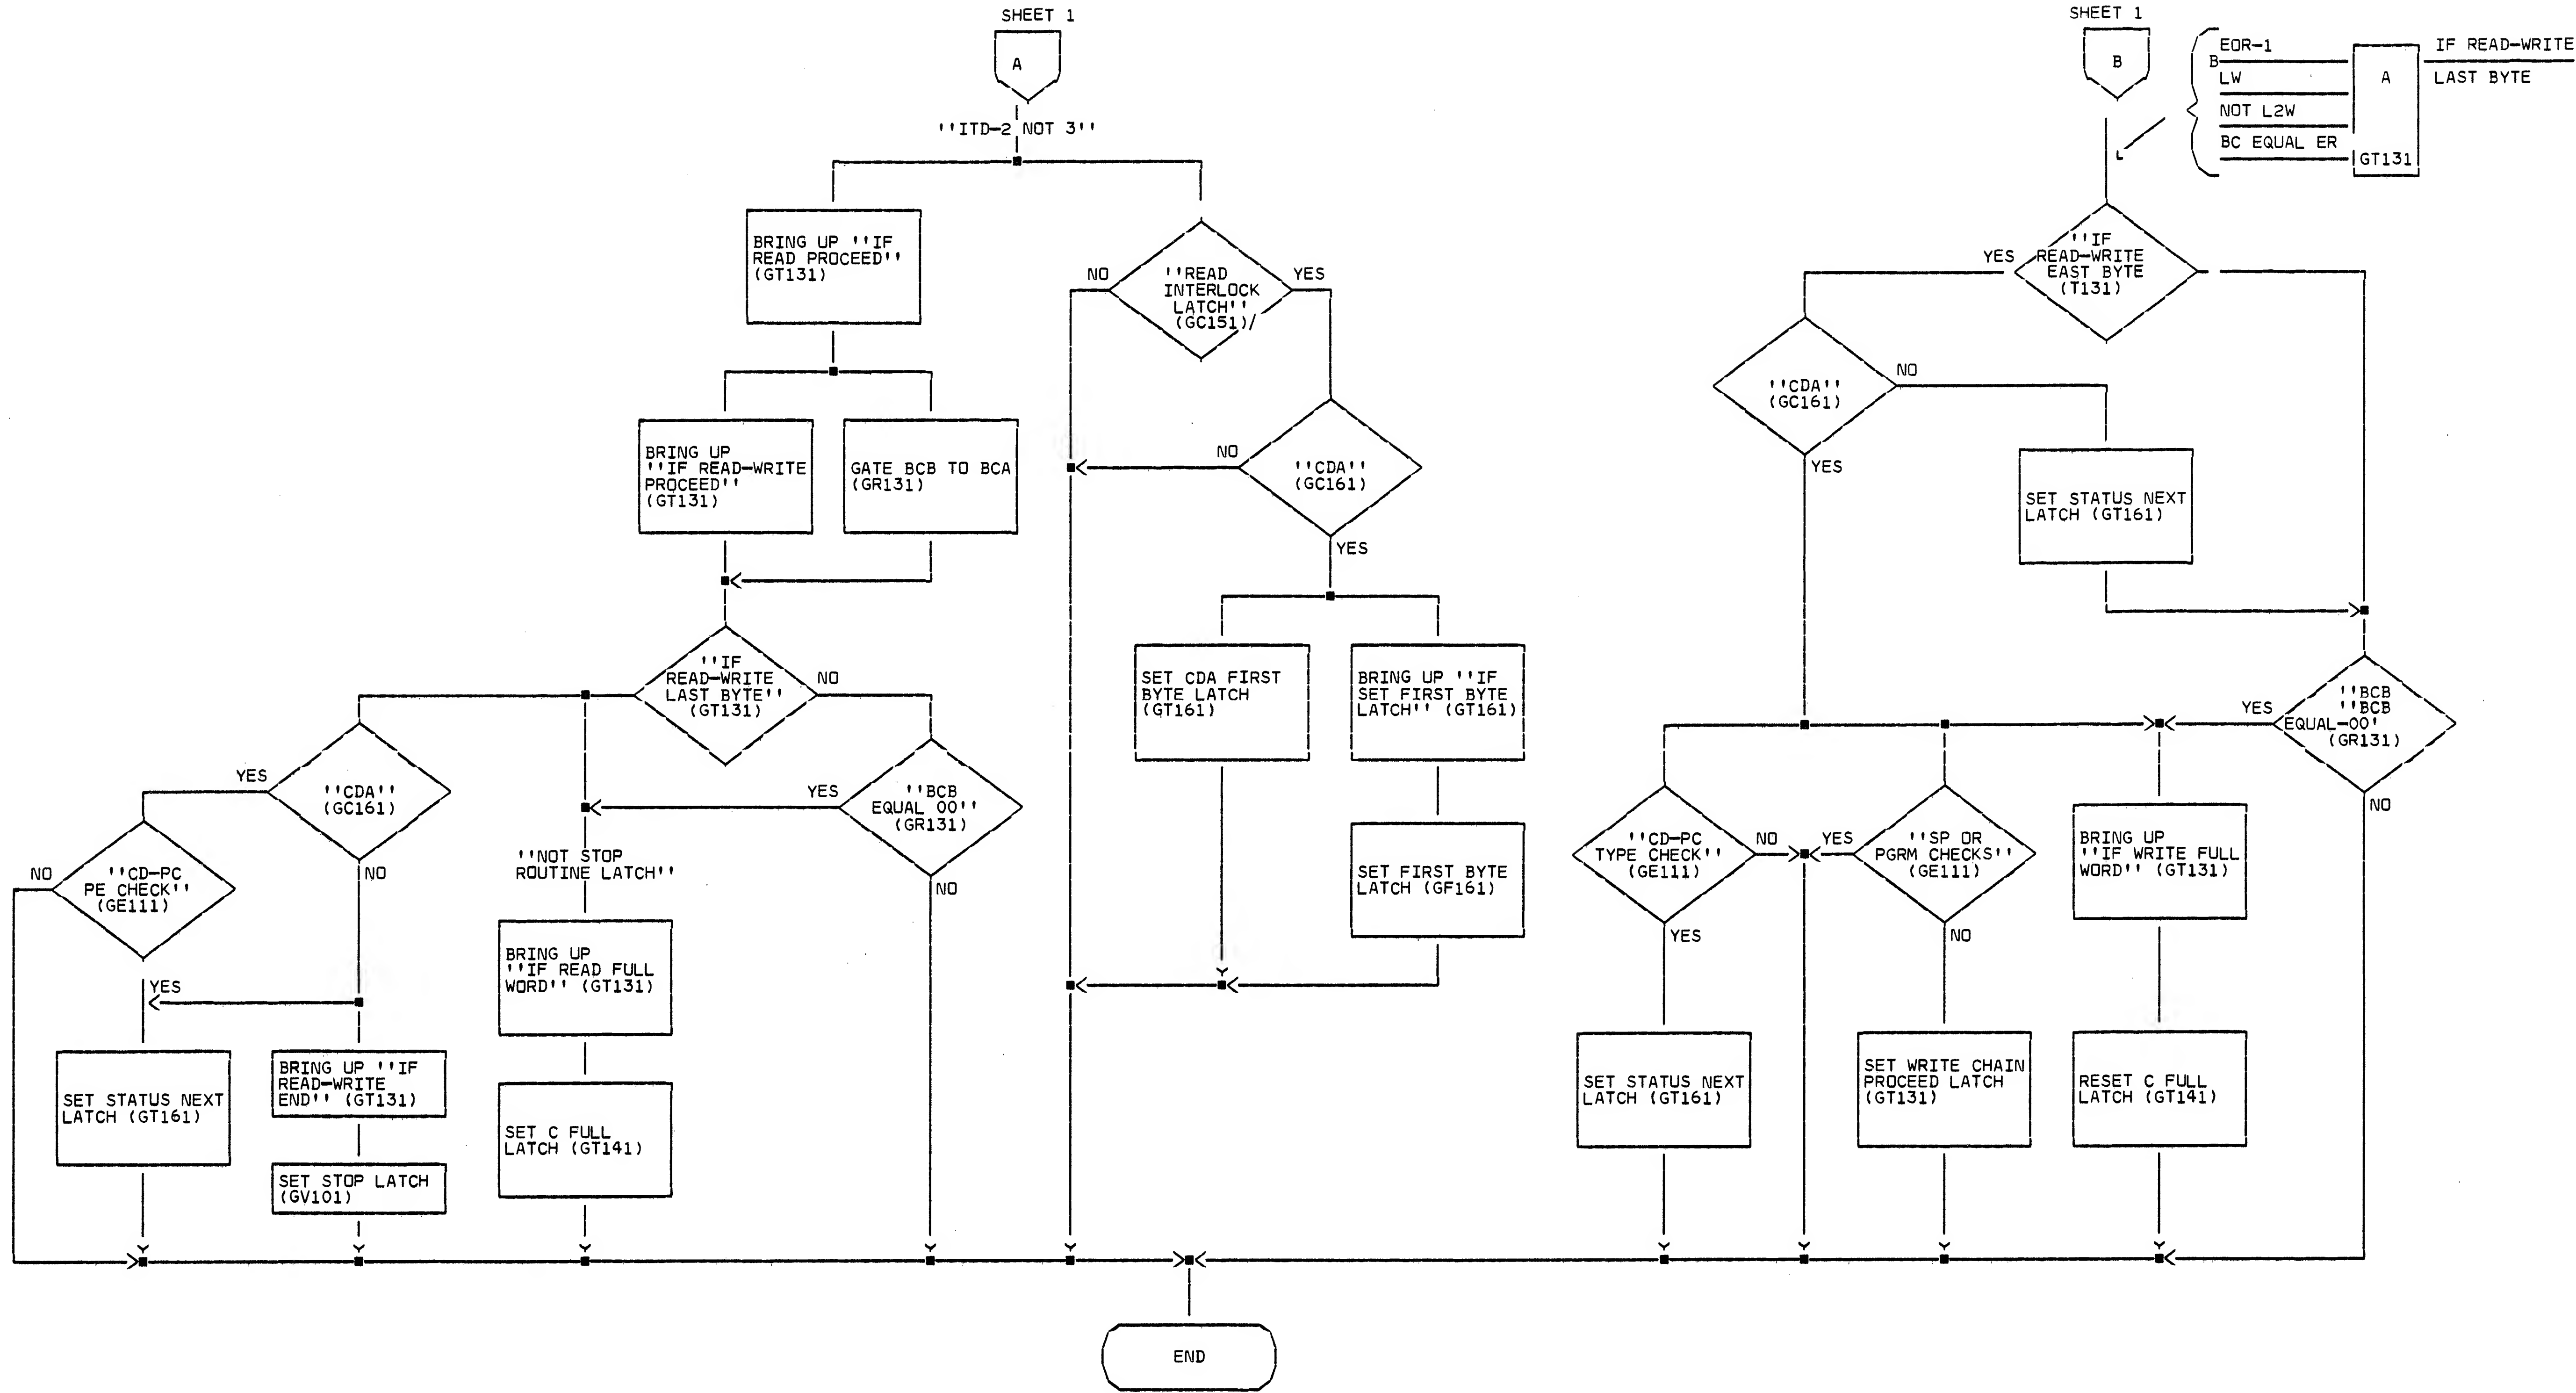 SHEET 1
A
''ITD-2 NOT 3''
BRING UP ''IF
READ PROCEED''
(GT131)
NO
''READ
INTERLOCK
LATCH''
(GC151)/
YES
BRING UP
''IF READ-WRITE
PROCEED''
(GT131)
GATE BCB TO BCA
(GR131)
NO
''CDA''
(GC161)
YES
''IF
READ-WRITE
LAST BYTE''
(GT131)
NO
SET CDA FIRST
BYTE LATCH
(GT161)
BRING UP ''IF
SET FIRST BYTE
LATCH'' (GT161)
YES
''CDA''
(GC161)
NO
YES
''BCB
EQUAL 00''
(GR131)
NO
NO
''CD-PC
PE CHECK''
(GE111)
YES
''NOT STOP
ROUTINE LATCH''
SET FIRST BYTE
LATCH (GF161)
BRING UP
''IF READ FULL
WORD'' (GT131)
SET STATUS NEXT
LATCH (GT161)
BRING UP ''IF
READ-WRITE
END'' (GT131)
SET STOP LATCH
(GV101)
SET C FULL
LATCH (GT141)
SHEET 1
B
EOR-1
B
LW
NOT L2W
BC EQUAL ER
A
GT131
IF READ-WRITE
LAST BYTE
YES
''IF
READ-WRITE
EAST BYTE
(T131)
''CDA''
(GC161)
NO
YES
SET STATUS NEXT
LATCH (GT161)
YES
''BCB
''BCB
EQUAL-00'
(GR131)
NO
''CD-PC
TYPE CHECK''
(GE111)
NO
YES
YES
''SP OR
PGRM CHECKS''
(GE111)
NO
BRING UP
''IF WRITE FULL
WORD'' (GT131)
SET STATUS NEXT
LATCH (GT161)
SET WRITE CHAIN
PROCEED LATCH
(GT131)
RESET C FULL
LATCH (GT141)
END